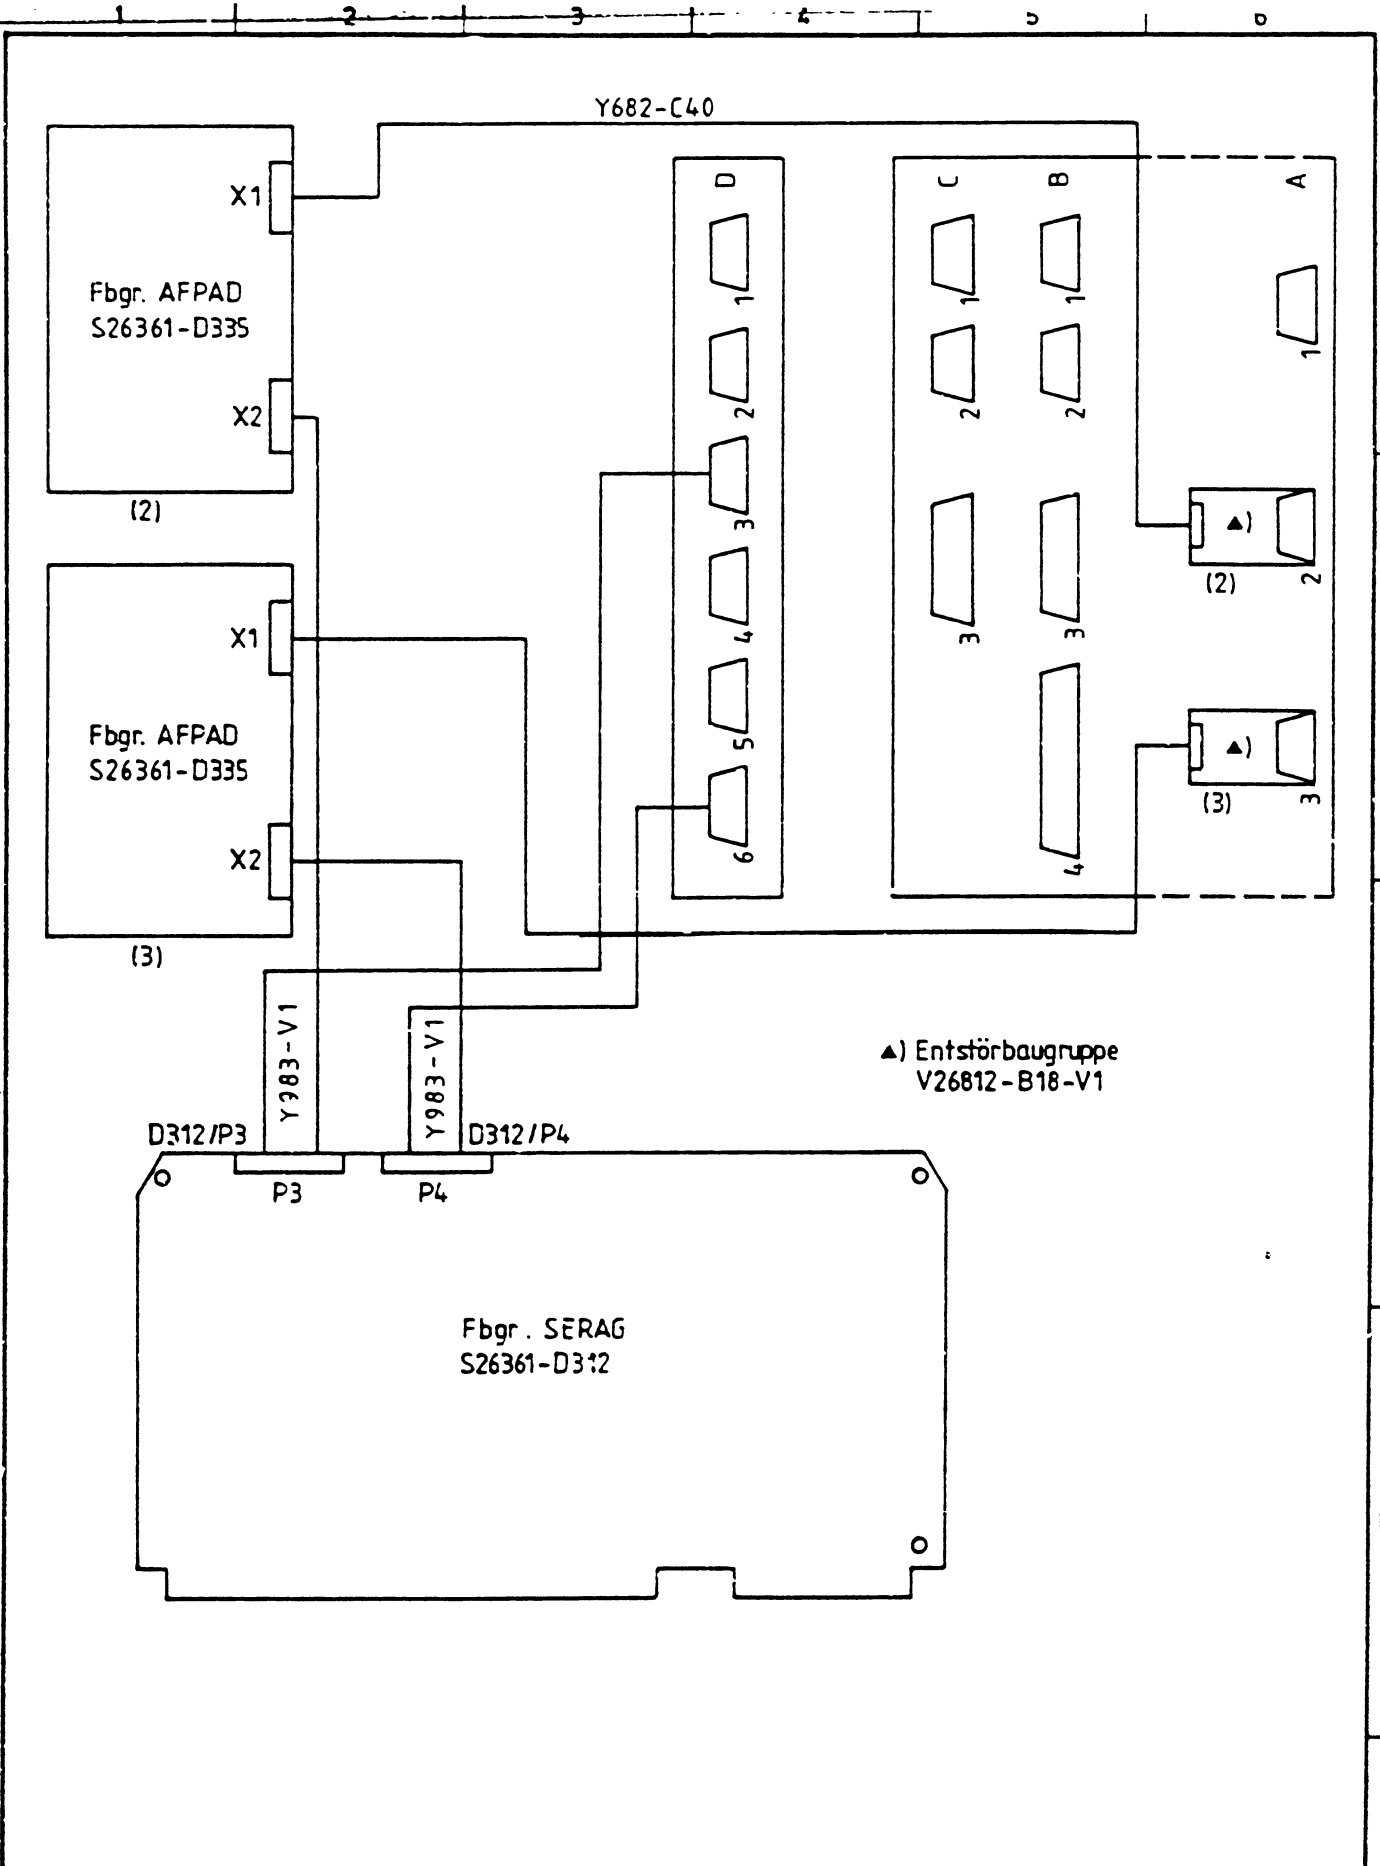 1 2 3 4 5 6
Y682-C40
X1
Fbgr. AFPAD
S26361-D335
X2
(2)
X1
Fbgr. AFPAD
S26361-D335
X2
(3)
D
1
2
3
4
5
6
C
1
2
3
B
1
2
3
4
A
1
▲)
(2)
2
▲)
(3)
3
▲) Entstörbaugruppe
V26812-B18-V1
Y983-V1
Y983-V1
D312/P3
D312/P4
P3
P4
Fbgr. SERAG
S26361-D312